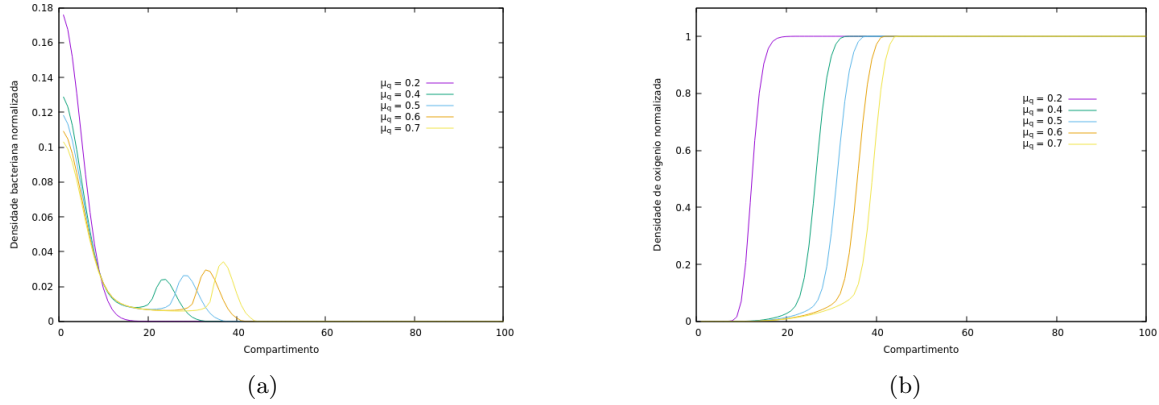 0.18
0.16
0.14
0.12
0.1
0.08
0.06
0.04
0.02
0
Densidade bacteriana normalizada
μq = 0.2
μq = 0.4
μq = 0.5
μq = 0.6
μq = 0.7
0 20 40 60 80 100
Compartimento
(a)
1
0.8
0.6
0.4
0.2
0
Densidade de oxigenio normalizada
μq = 0.2
μq = 0.4
μq = 0.5
μq = 0.6
μq = 0.7
0 20 40 60 80 100
Compartimento
(b)